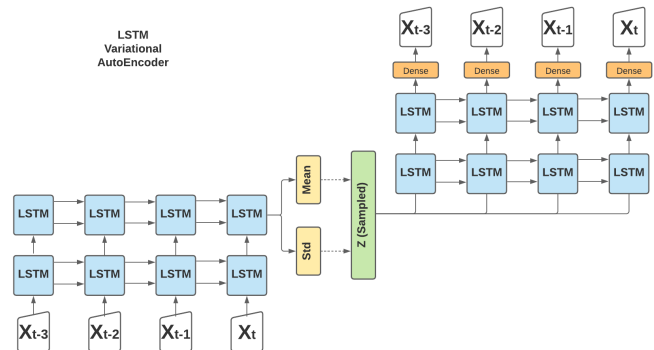 LSTM
Variational
AutoEncoder
Xt-3 Xt-2 Xt-1 Xt
Dense Dense Dense Dense
LSTM LSTM LSTM LSTM
LSTM LSTM LSTM LSTM
Mean
Z (Sampled)
Std
LSTM LSTM LSTM LSTM
LSTM LSTM LSTM LSTM
Xt-3 Xt-2 Xt-1 Xt